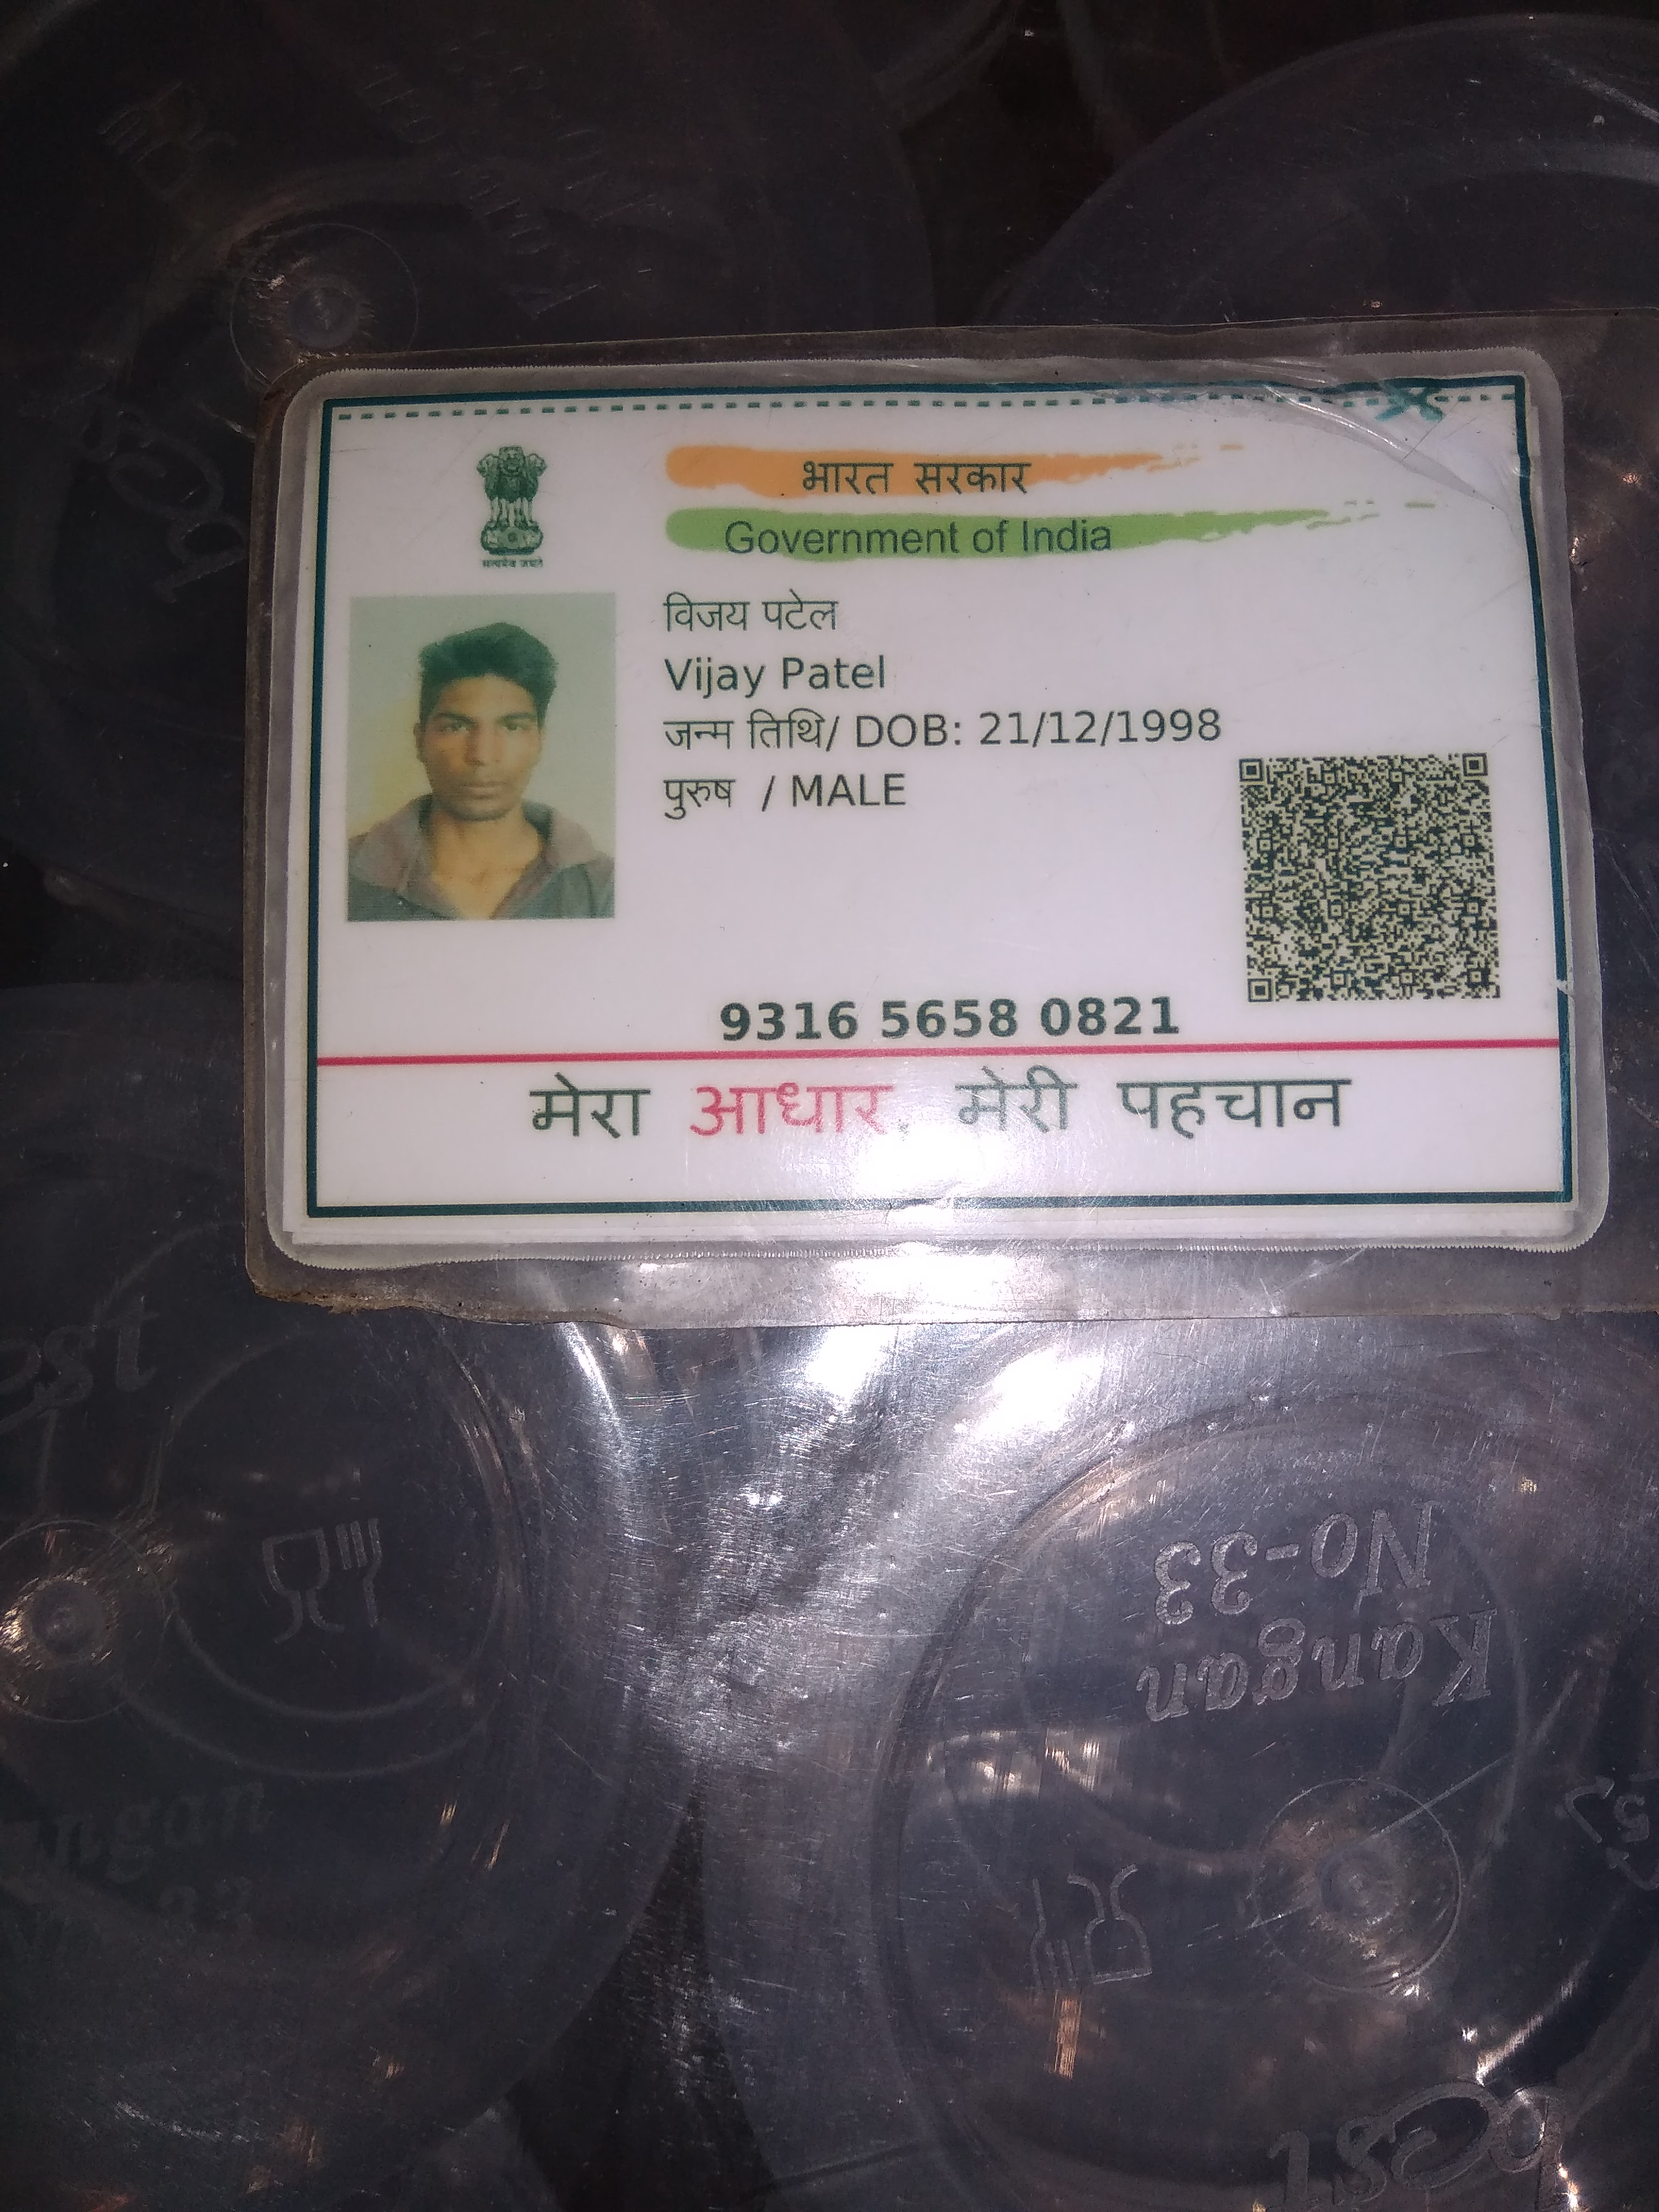 भारत सरकार
Government of India
सत्यमेव जयते
विजय पटेल
Vijay Patel
जन्म तिथि/ DOB: 21/12/1998
पुरुष / MALE
9316 5658 0821
मेरा आधार, मेरी पहचान
No-33
Kangan